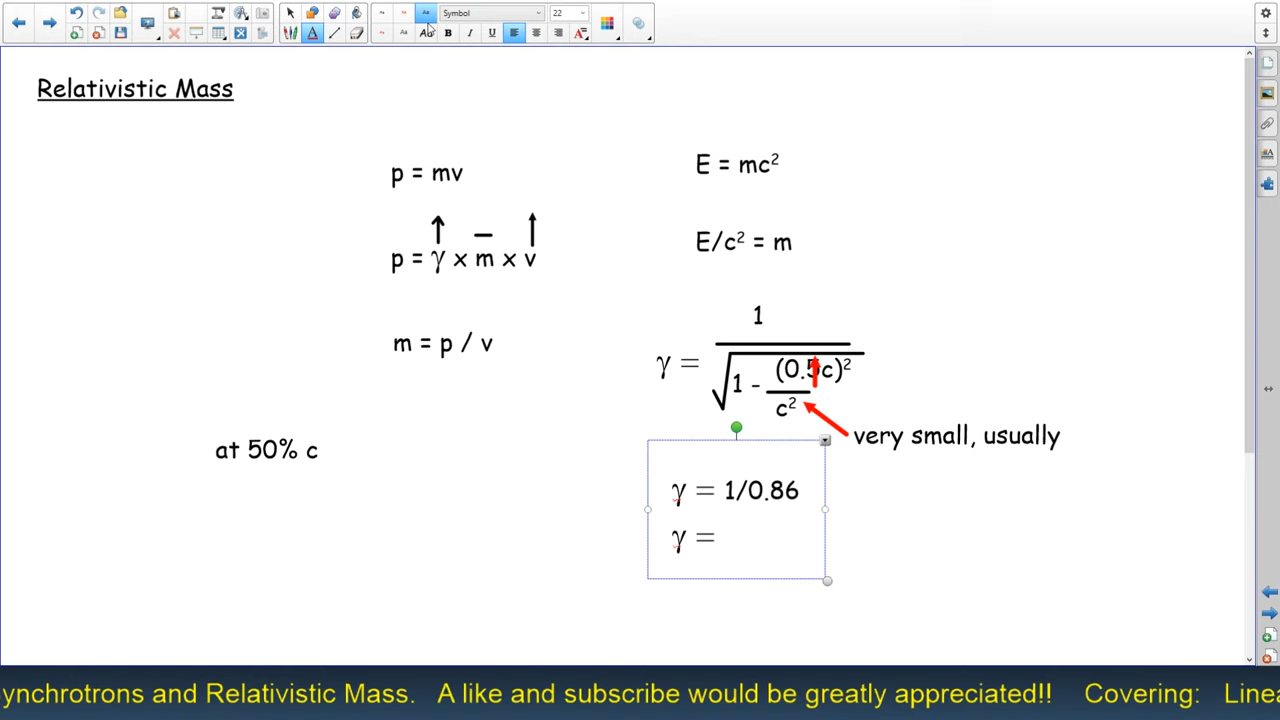 Symbol 22
Relativistic Mass
p = mv
p = γ x m x v
m = p / v
at 50% c
E = mc²
E/c² = m
1
γ = √1 - (0.5c)²
c²
very small, usually
γ = 1/0.86
γ =
ynchrotrons and Relativistic Mass. A like and subscribe would be greatly appreciated!! Covering: Linea